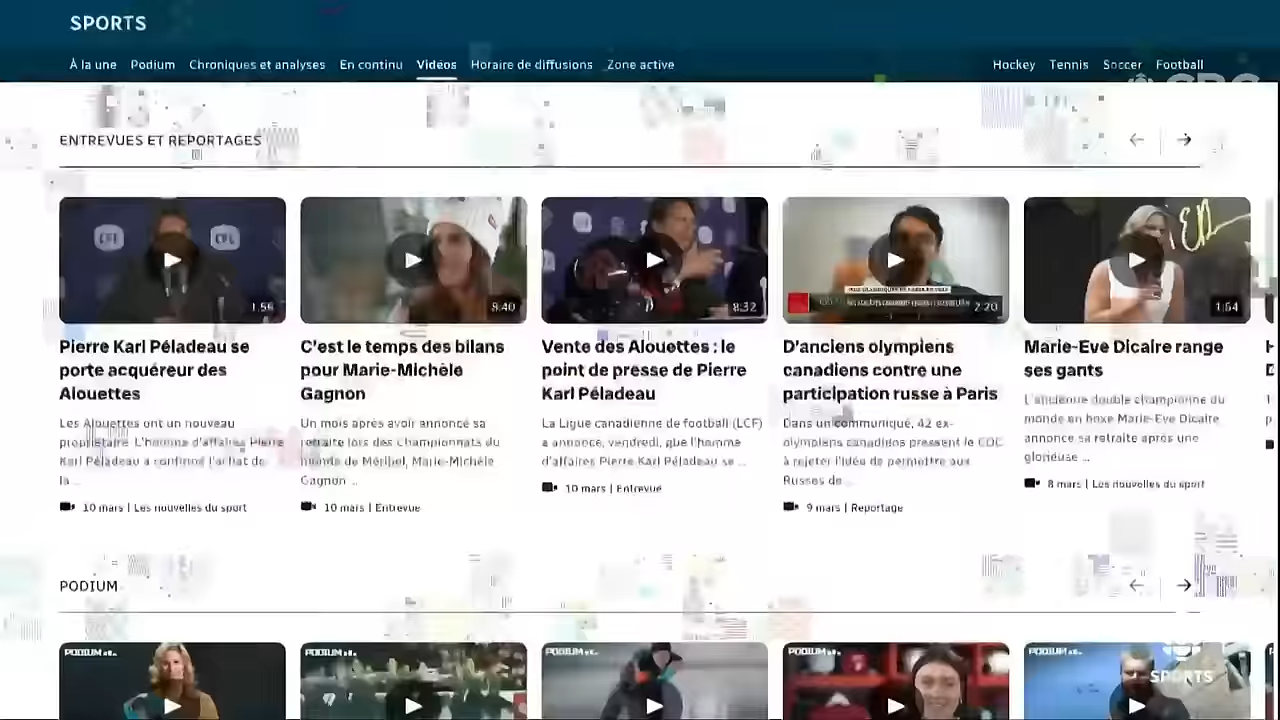 SPORTS
À la une Podium Chroniques et analyses En continu Vidéos Horaire de diffusions Zone active Hockey Tennis Soccer Football
CBC
ENTREVUES ET REPORTAGES
CFL CFL
1:56 8:40 8:32 2:20 1:54
Pierre Karl Péladeau se
porte acquéreur des
Alouettes
Les Alouettes ont un nouveau
propriétaire. L'homme d'affaires Pierre
Karl Péladeau a confirmé l'achat de
la ...
10 mars | Les nouvelles du sport
C'est le temps des bilans
pour Marie-Michèle
Gagnon
Un mois après avoir annoncé sa
retraite lors des Championnats du
monde de Méribel, Marie-Michèle
Gagnon ...
10 mars | Entrevue
Vente des Alouettes : le
point de presse de Pierre
Karl Péladeau
La Ligue canadienne de football (LCF)
a annoncé, vendredi, que l'homme
d'affaires Pierre Karl Péladeau se ...
10 mars | Entrevue
D'anciens olympiens
canadiens contre une
participation russe à Paris
Dans un communiqué, 42 ex-
olympiens canadiens pressent le COC
à rejeter l'idée de permettre aux
Russes de ...
9 mars | Reportage
Marie-Eve Dicaire range
ses gants
L'ancienne double championne du
monde en boxe Marie-Eve Dicaire
annonce sa retraite après une
glorieuse ...
8 mars | Les nouvelles du sport
PODIUM
PODIUM PODIUM PODIUM PODIUM PODIUM
SPORTS